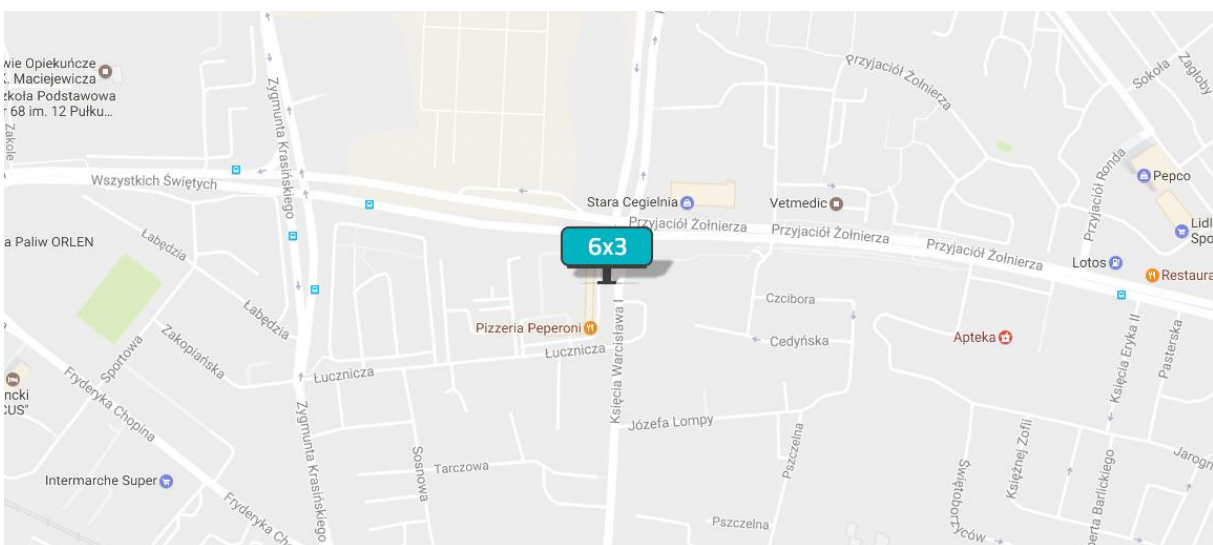 wie Opiekuńcze
K. Maciejewicza
zkoła Podstawowa
r 68 im. 12 Pułku...
Zakole
Zygmunta Krasińskiego
Przyjaciół Żołnierza
Sokoła
Zagłoby
Wszystkich Świętych
Stara Cegielnia
Vetmedic
Przyjaciół Ronda
Pepco
Lidl
Spo
Przyjaciół Żołnierza
Przyjaciół Żołnierza
Przyjaciół Żołnierza
a Paliw ORLEN
Łabędzia
6x3
Lotos
Restaura
Łabędzia
Czcibora
Pizzeria Peperoni
Księcia Warcisława I
Cedyńska
Apteka
Księcia Eryka II
Pasterska
Sportowa
Zakopiańska
Łucznicza
Łucznicza
ncki
CUS"
Fryderyka Chopina
Zygmunta Krasińskiego
Józefa Lompy
Pszczelna
Księżnej Zofii
Jarogn
Sosnowa
Tarczowa
Intermarche Super
Świętoborzyców
erta Barlickiego
Fryderyka Ch
Pszczelna